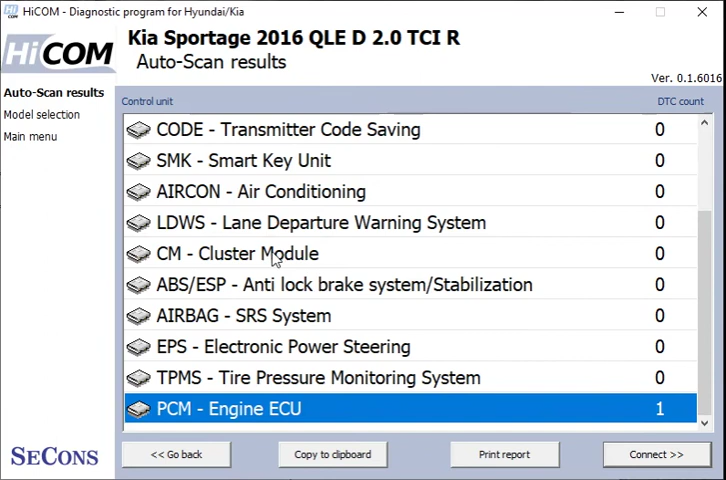 HiCOM - Diagnostic program for Hyundai/Kia
HiCOM
Kia Sportage 2016 QLE D 2.0 TCI R
Auto-Scan results
Ver. 0.1.6016
Auto-Scan results
Model selection
Main menu
Control unit DTC count
CODE - Transmitter Code Saving 0
SMK - Smart Key Unit 0
AIRCON - Air Conditioning 0
LDWS - Lane Departure Warning System 0
CM - Cluster Module 0
ABS/ESP - Anti lock brake system/Stabilization 0
AIRBAG - SRS System 0
EPS - Electronic Power Steering 0
TPMS - Tire Pressure Monitoring System 0
PCM - Engine ECU 1
SECONS
<< Go back
Copy to clipboard
Print report
Connect >>